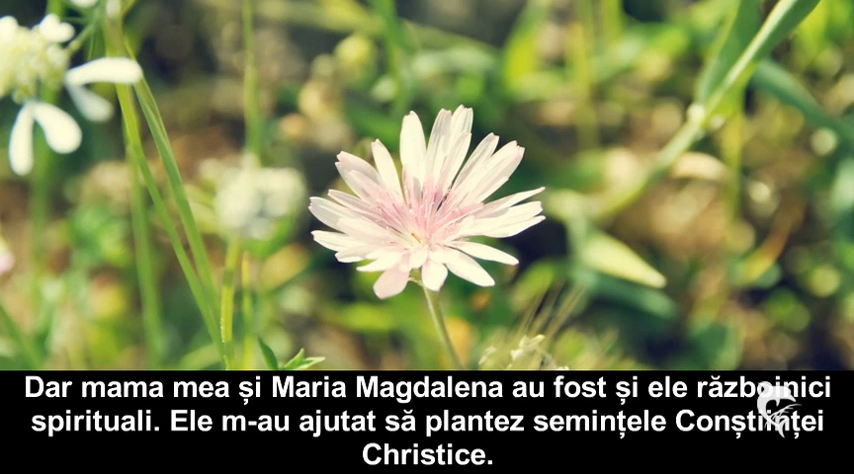 Dar mama mea și Maria Magdalena au fost și ele războinici
spirituali. Ele m-au ajutat să plantez semințele Conștiinței
Christice.